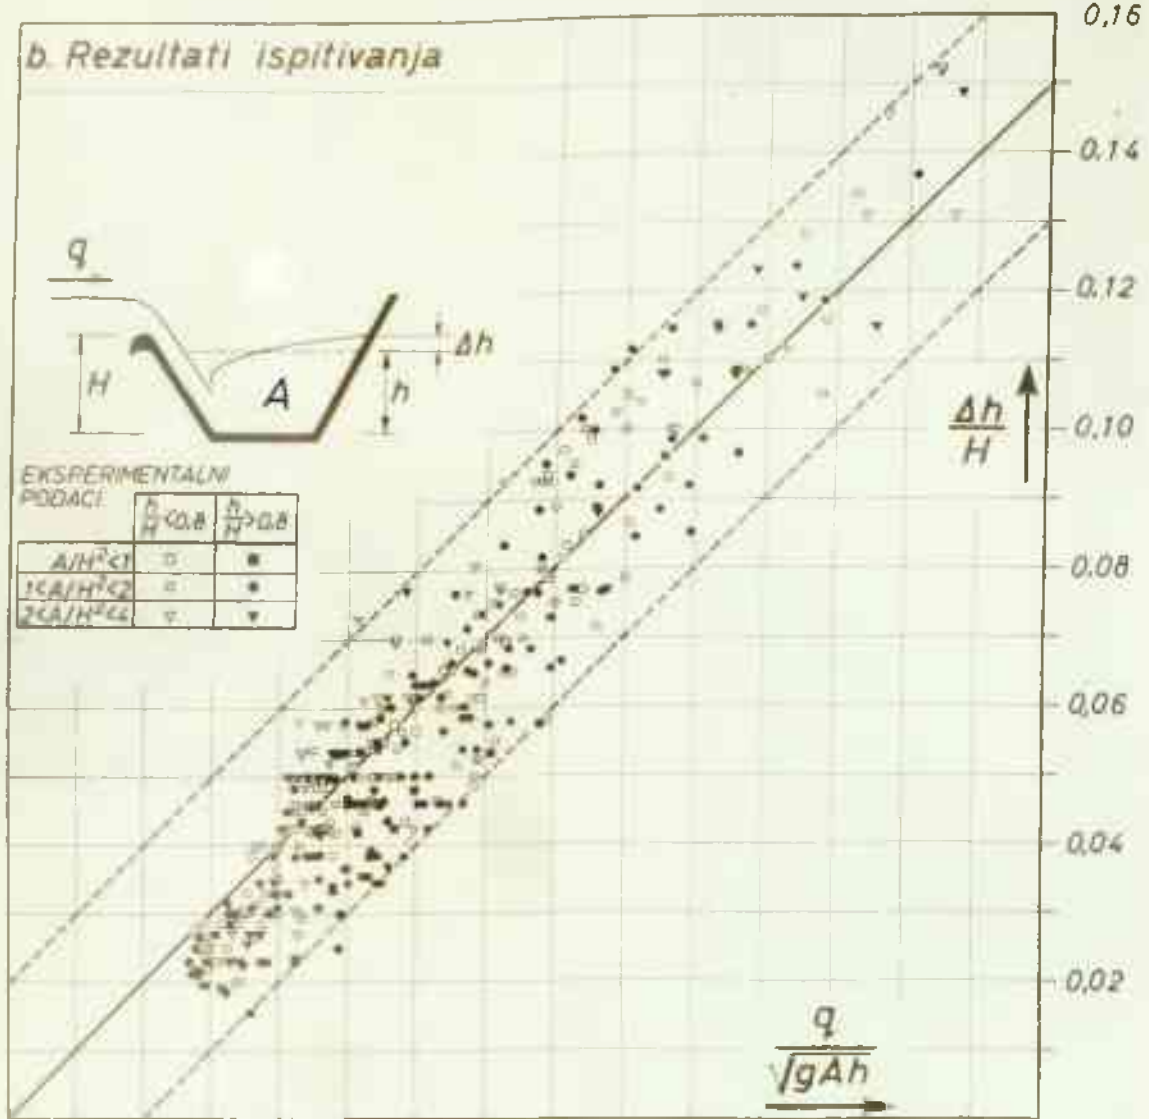 b. Rezultati ispitivanja
0,16
0,14
0,12
0,10
0,08
0,06
0,04
0,02
q
H
A
h
Δh
Δh
H
EKSPERIMENTALNI
PODACI
h/H<0,8 h/H>0,8
A/H²<1
1<A/H²<2
2<A/H²<4
q
√gAh